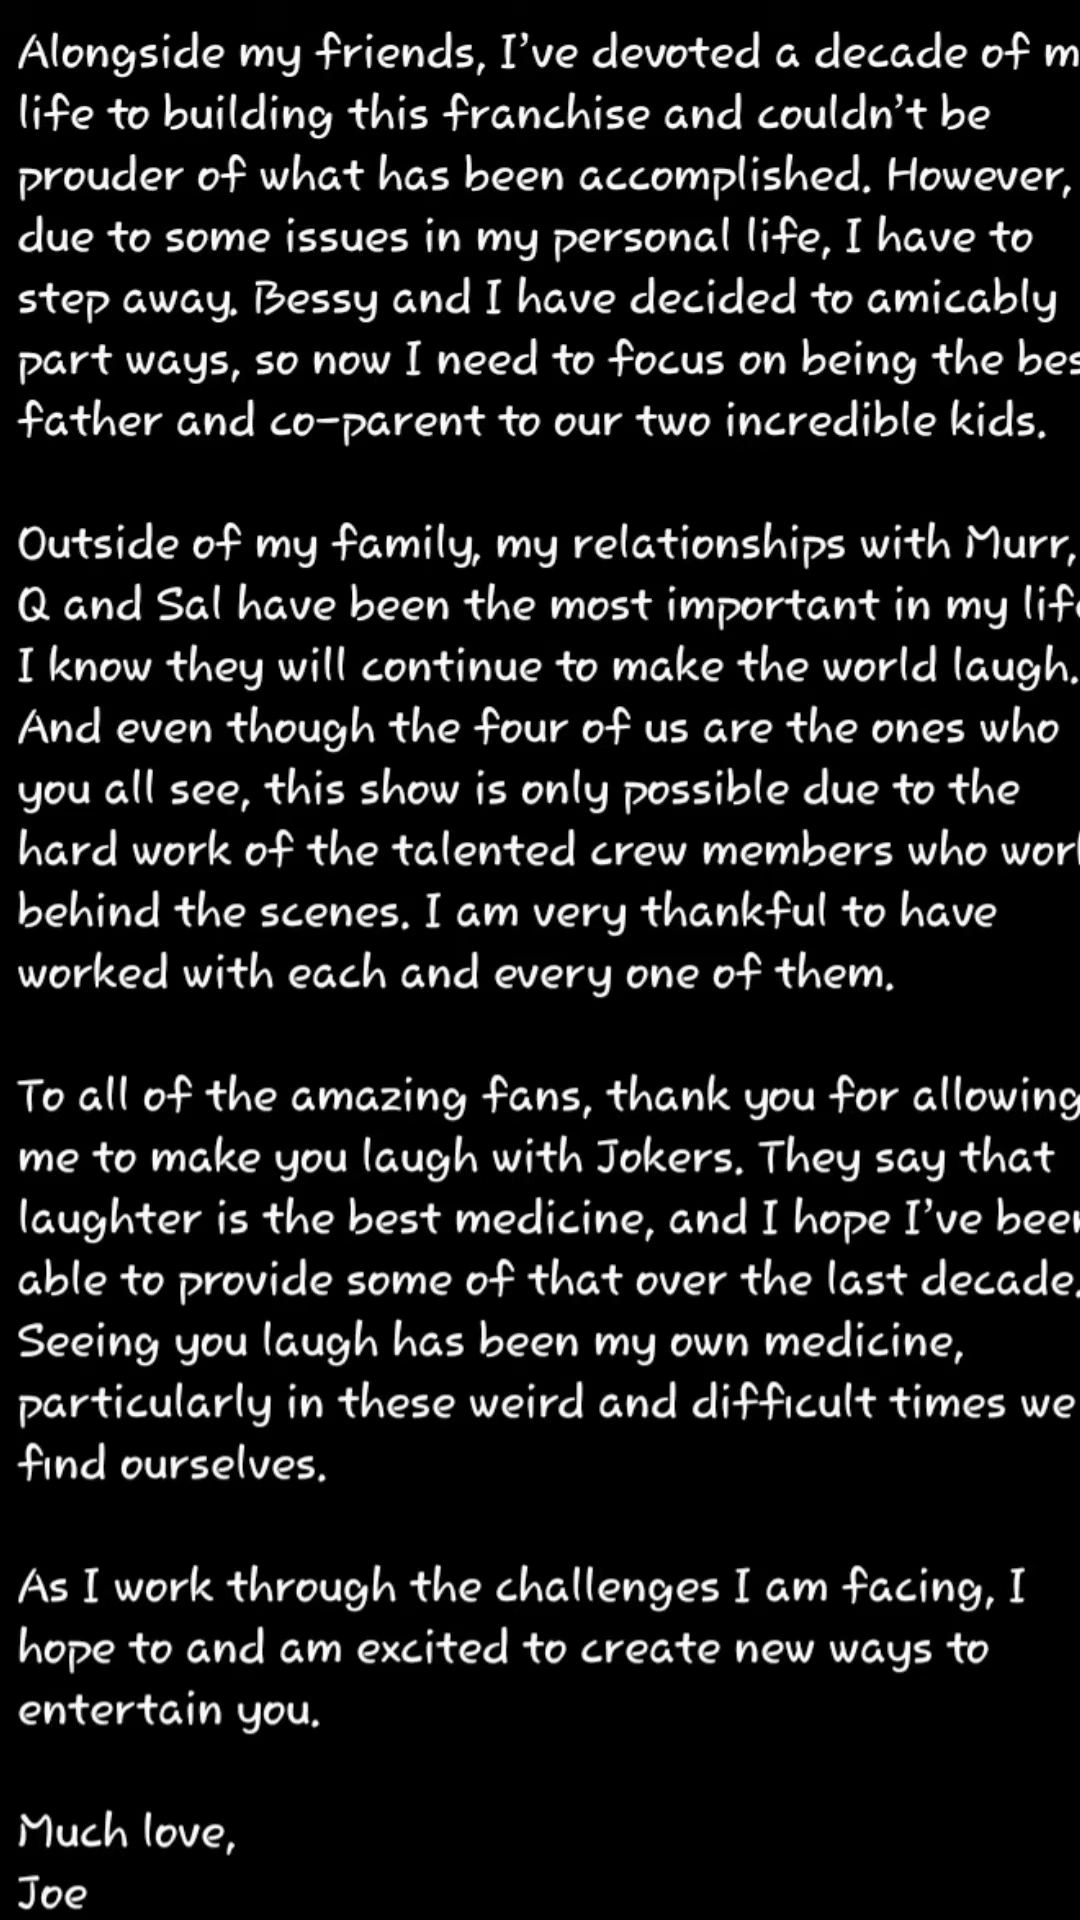 Alongside my friends, I've devoted a decade of m
life to building this franchise and couldn't be
prouder of what has been accomplished. However,
due to some issues in my personal life, I have to
step away. Bessy and I have decided to amicably
part ways, so now I need to focus on being the bes
father and co-parent to our two incredible kids.

Outside of my family, my relationships with Murr,
Q and Sal have been the most important in my life
I know they will continue to make the world laugh.
And even though the four of us are the ones who
you all see, this show is only possible due to the
hard work of the talented crew members who work
behind the scenes. I am very thankful to have
worked with each and every one of them.

To all of the amazing fans, thank you for allowing
me to make you laugh with Jokers. They say that
laughter is the best medicine, and I hope I've been
able to provide some of that over the last decade.
Seeing you laugh has been my own medicine,
particularly in these weird and difficult times we
find ourselves.

As I work through the challenges I am facing, I
hope to and am excited to create new ways to
entertain you.

Much love,
Joe